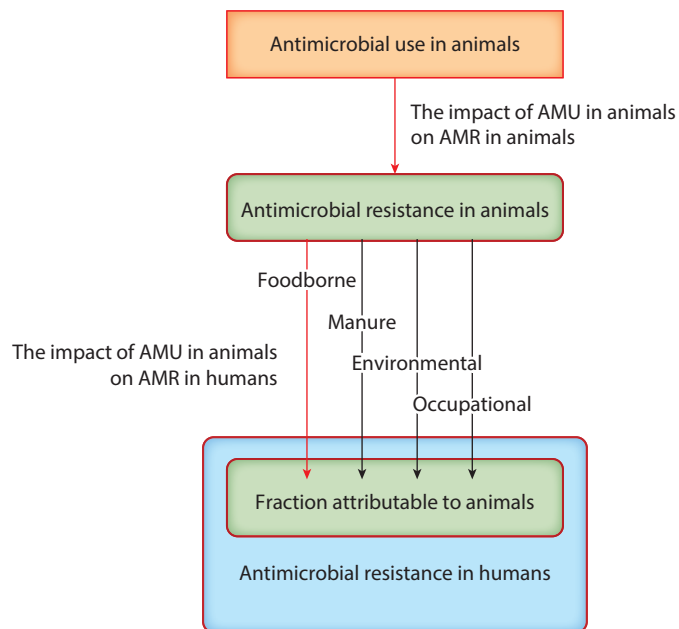 Antimicrobial use in animals
The impact of AMU in animals
on AMR in animals
Antimicrobial resistance in animals
Foodborne
Manure
The impact of AMU in animals
on AMR in humans
Environmental
Occupational
Fraction attributable to animals
Antimicrobial resistance in humans